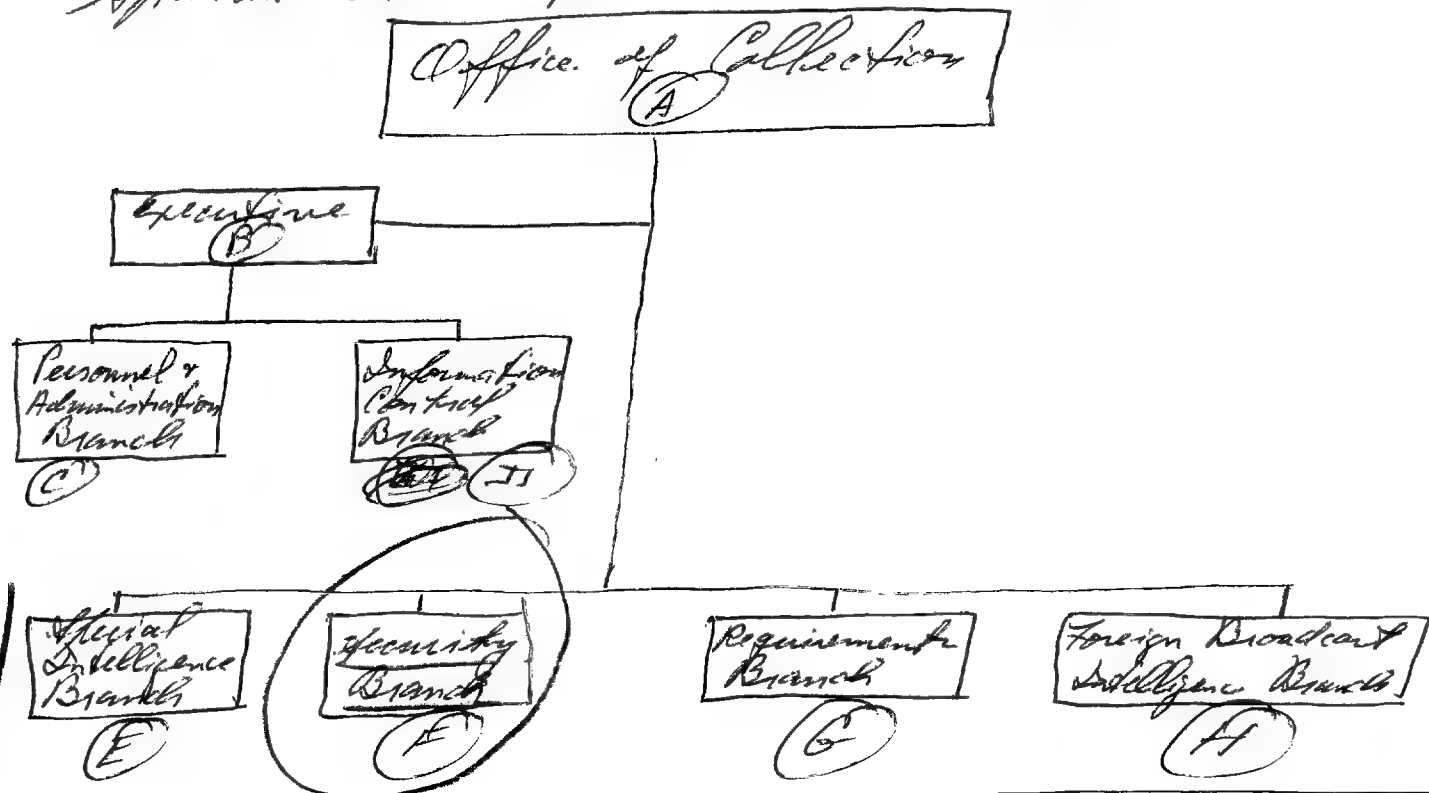 Office of Collection
A
Executive
B
Personnel &
Administration
Branch
C
Information
Control
Branch
Special
Intelligence
Branch
E
Security
Branch
F
Requirements
Branch
G
Foreign Broadcast
Intelligence Branch
H